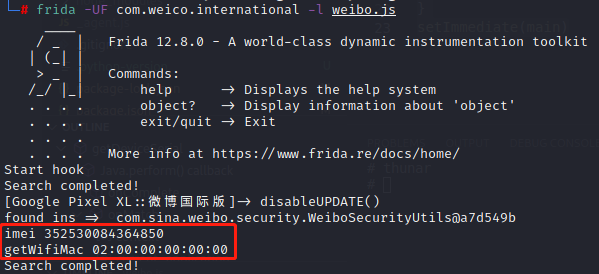 └─# frida -UF com.weico.international -l weibo.js
____
/ _ | Frida 12.8.0 - A world-class dynamic instrumentation toolkit
| (_| |
> _ | Commands:
/_/ |_| help -> Displays the help system
. . . . object? -> Display information about 'object'
. . . . exit/quit -> Exit
. . . .
. . . . More info at https://www.frida.re/docs/home/
Start hook
Search completed!
[Google Pixel XL::微博国际版]-> disableUPDATE()
found ins => com.sina.weibo.security.WeiboSecurityUtils@a7d549b
imei 352530084364850
getWifiMac 02:00:00:00:00:00
Search completed!